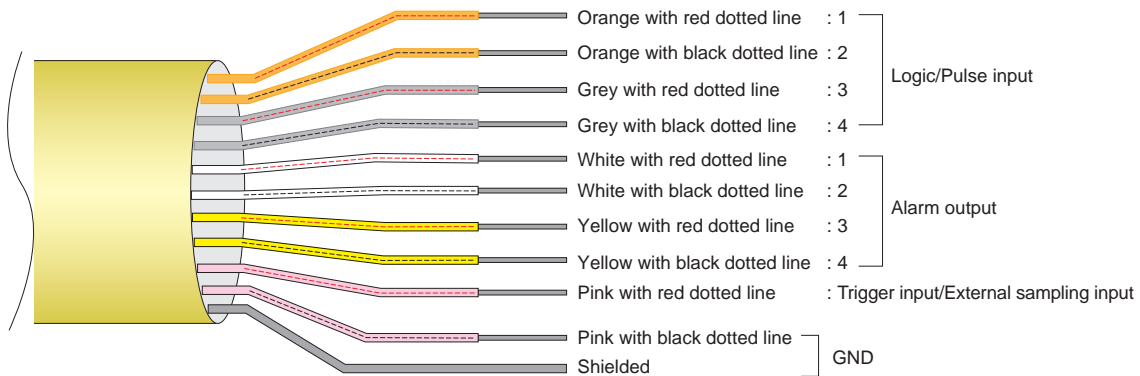 Orange with red dotted line : 1
Orange with black dotted line : 2
Grey with red dotted line : 3
Grey with black dotted line : 4
Logic/Pulse input
White with red dotted line : 1
White with black dotted line : 2
Yellow with red dotted line : 3
Yellow with black dotted line : 4
Alarm output
Pink with red dotted line : Trigger input/External sampling input
Pink with black dotted line
Shielded
GND